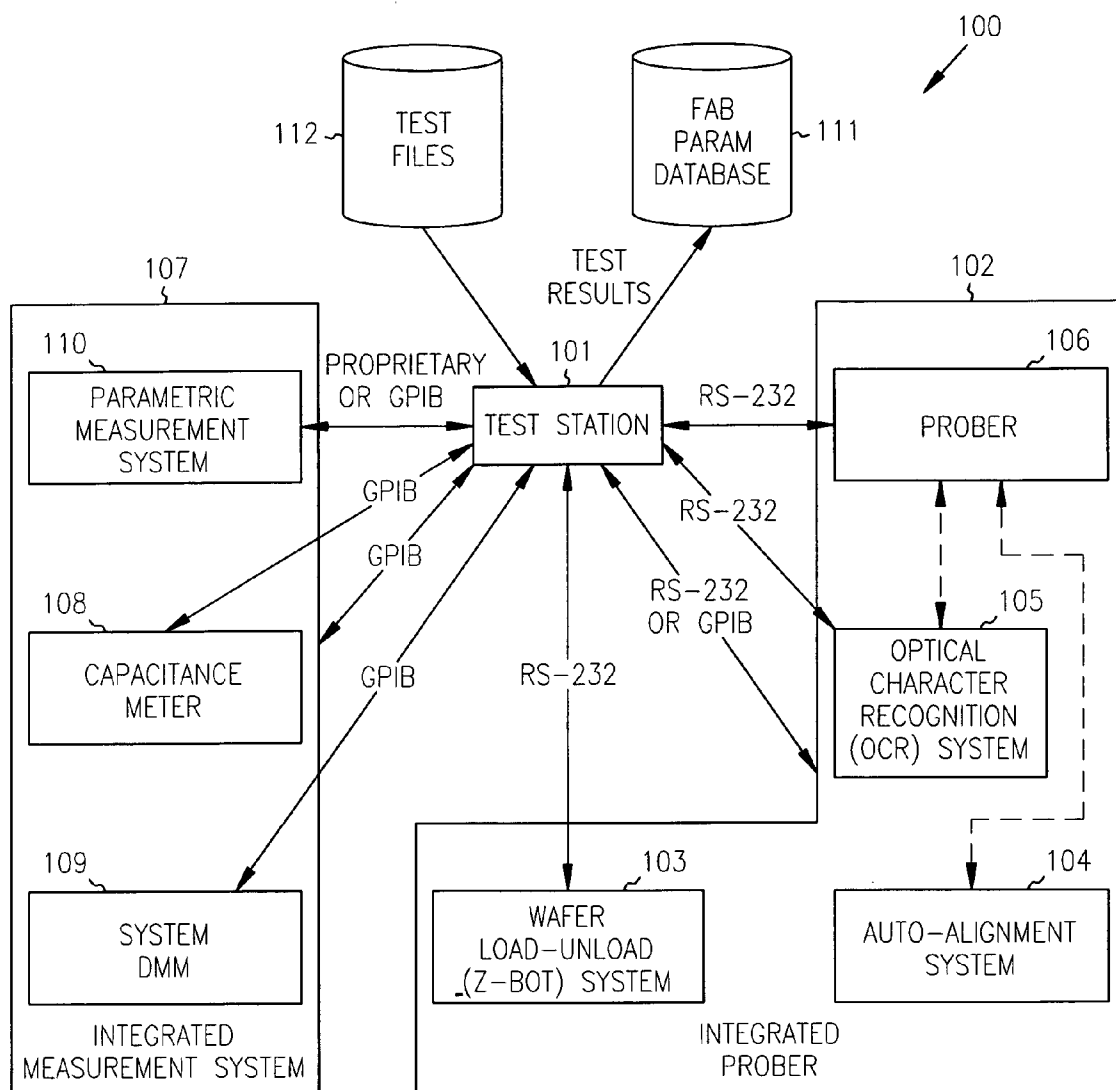 100
112
TEST
FILES
FAB
PARAM
DATABASE
111
TEST
RESULTS
107
102
110
PARAMETRIC
MEASUREMENT
SYSTEM
PROPRIETARY
OR GPIB
101
TEST STATION
RS-232
106
PROBER
GPIB
GPIB
GPIB
RS-232
RS-232
OR GPIB
RS-232
108
CAPACITANCE
METER
105
OPTICAL
CHARACTER
RECOGNITION
(OCR) SYSTEM
109
SYSTEM
DMM
103
WAFER
LOAD-UNLOAD
(Z-BOT) SYSTEM
104
AUTO-ALIGNMENT
SYSTEM
INTEGRATED
MEASUREMENT SYSTEM
INTEGRATED
PROBER